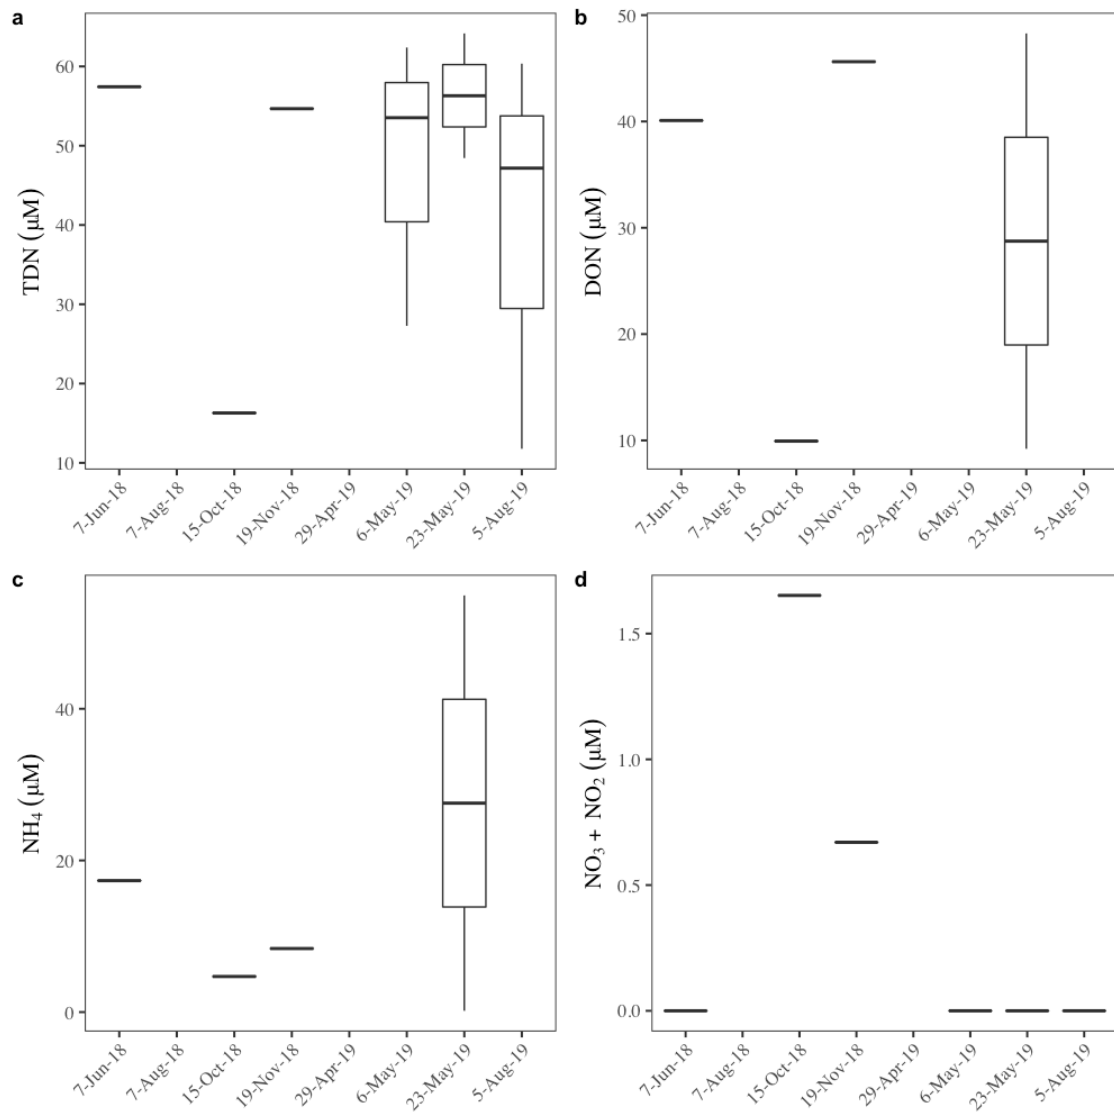 a
TDN (µM)
60
50
40
30
20
10
7-Jun-18
7-Aug-18
15-Oct-18
19-Nov-18
29-Apr-19
6-May-19
23-May-19
5-Aug-19
b
DON (µM)
50
40
30
20
10
7-Jun-18
7-Aug-18
15-Oct-18
19-Nov-18
29-Apr-19
6-May-19
23-May-19
5-Aug-19
c
NH₄ (µM)
40
20
0
7-Jun-18
7-Aug-18
15-Oct-18
19-Nov-18
29-Apr-19
6-May-19
23-May-19
5-Aug-19
d
NO₃ + NO₂ (µM)
1.5
1.0
0.5
0.0
7-Jun-18
7-Aug-18
15-Oct-18
19-Nov-18
29-Apr-19
6-May-19
23-May-19
5-Aug-19